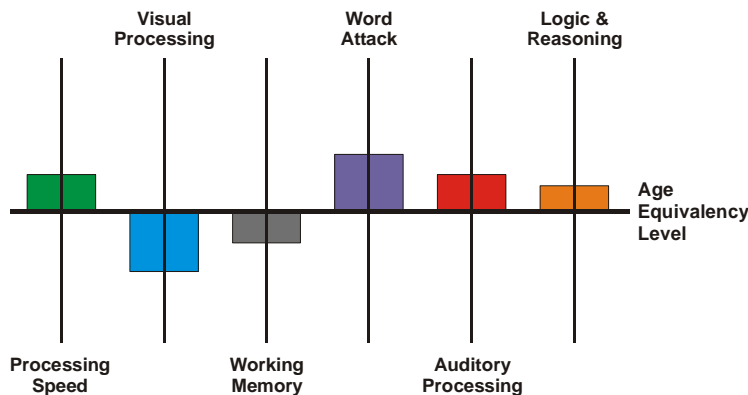 Visual
Processing
Word
Attack
Logic &
Reasoning
Age
Equivalency
Level
Processing
Speed
Working
Memory
Auditory
Processing